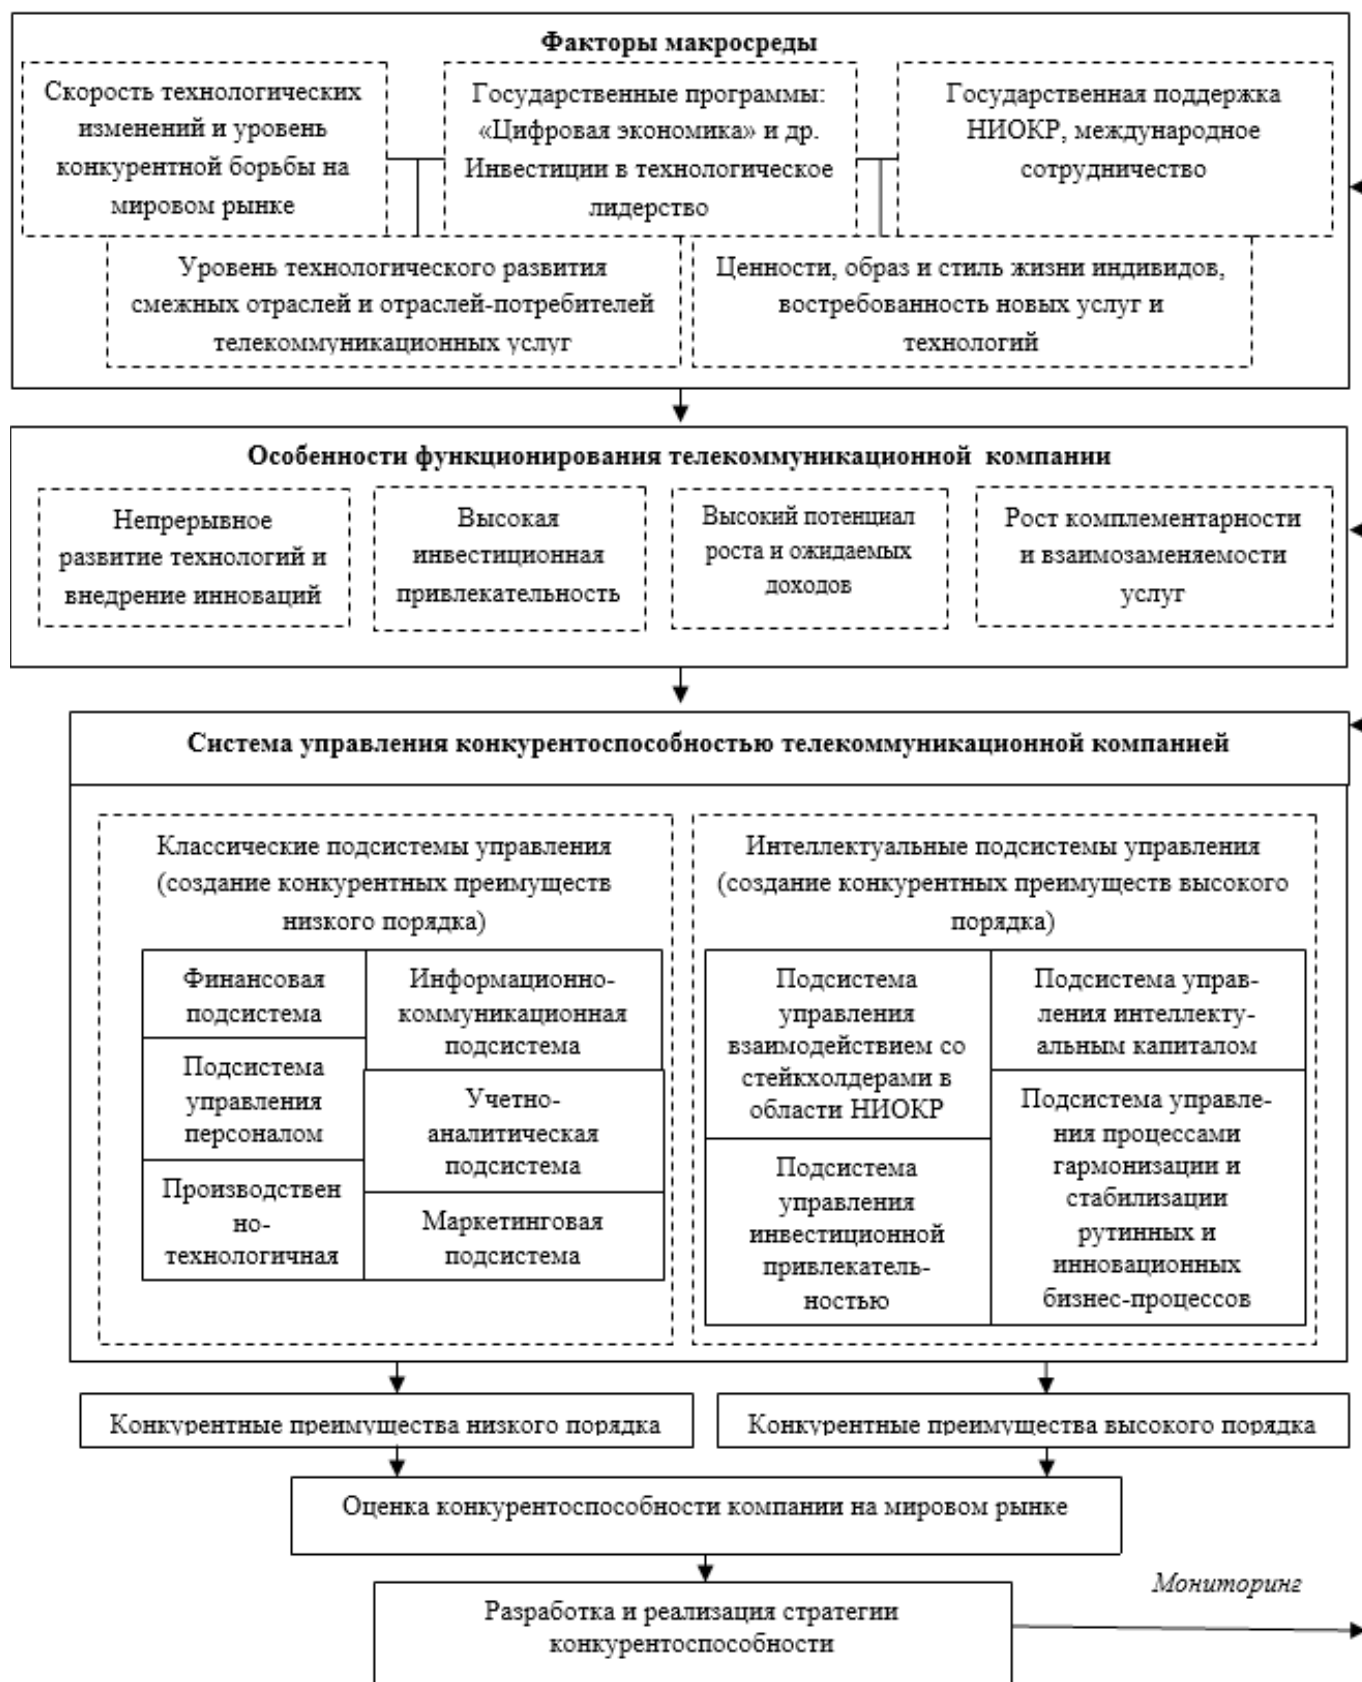 Факторы макросреды
Скорость технологических
изменений и уровень
конкурентной борьбы на
мировом рынке
Государственные программы:
«Цифровая экономика» и др.
Инвестиции в технологическое
лидерство
Государственная поддержка
НИОКР, международное
сотрудничество
Уровень технологического развития
смежных отраслей и отраслей-потребителей
телекоммуникационных услуг
Ценности, образ и стиль жизни индивидов,
востребованность новых услуг и
технологий
Особенности функционирования телекоммуникационной компании
Непрерывное
развитие технологий и
внедрение инноваций
Высокая
инвестиционная
привлекательность
Высокий потенциал
роста и ожидаемых
доходов
Рост комплементарности
и взаимозаменяемости
услуг
Система управления конкурентоспособностью телекоммуникационной компанией
Классические подсистемы управления
(создание конкурентных преимуществ
низкого порядка)
Финансовая
подсистема
Подсистема
управления
персоналом
Производствен
но-
технологичная
Информационно-
коммуникационная
подсистема
Учетно-
аналитическая
подсистема
Маркетинговая
подсистема
Интеллектуальные подсистемы управления
(создание конкурентных преимуществ высокого
порядка)
Подсистема
управления
взаимодействием со
стейкхолдерами в
области НИОКР
Подсистема
управления
инвестиционной
привлекатель-
ностью
Подсистема управ-
ления интеллекту-
альным капиталом
Подсистема управле-
ния процессами
гармонизации и
стабилизации
рутинных и
инновационных
бизнес-процессов
Конкурентные преимущества низкого порядка
Конкурентные преимущества высокого порядка
Оценка конкурентоспособности компании на мировом рынке
Мониторинг
Разработка и реализация стратегии
конкурентоспособности